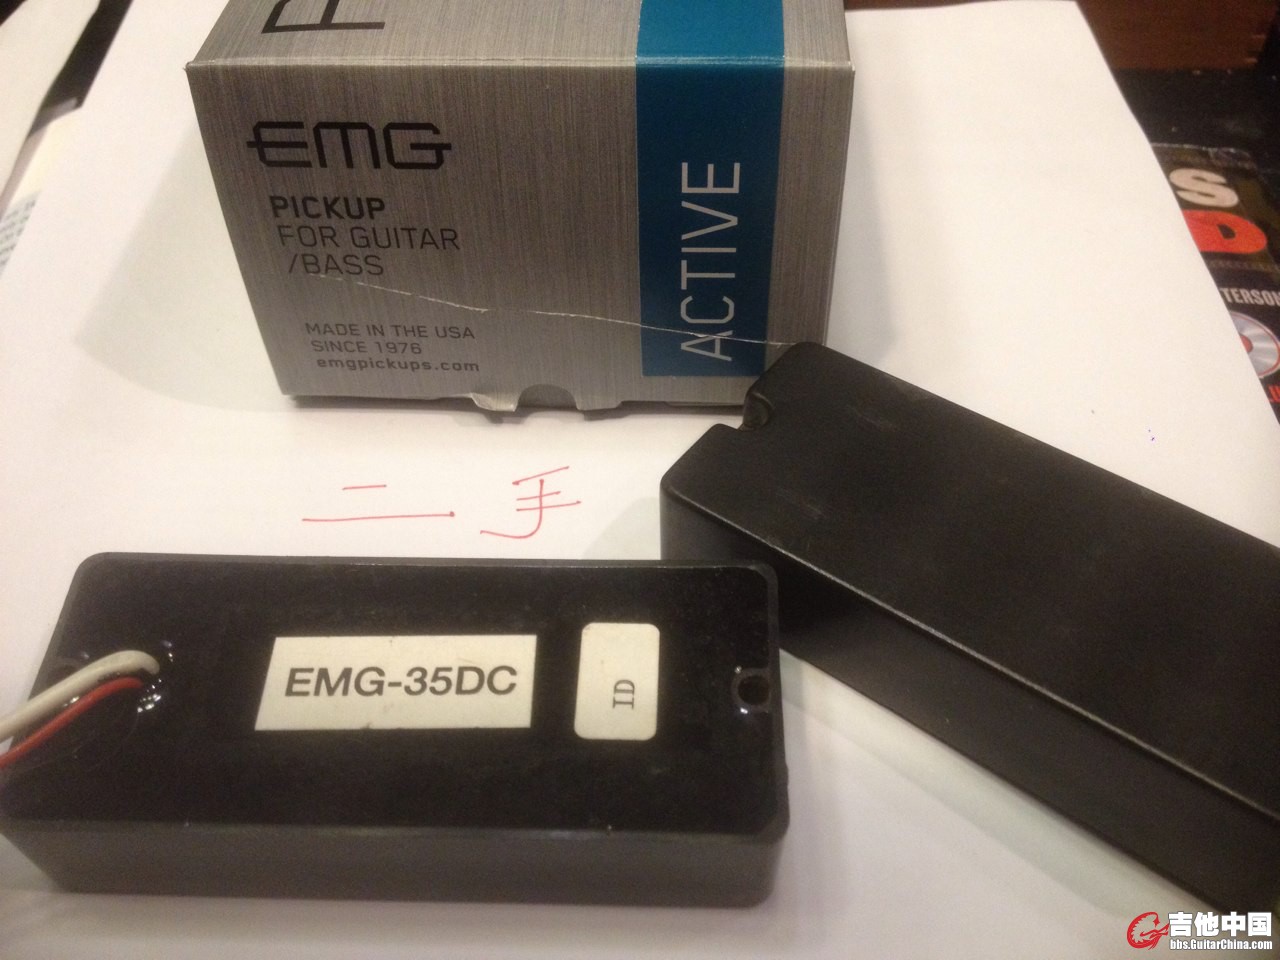 EMG
PICKUP
FOR GUITAR
/BASS
MADE IN THE USA
SINCE 1976
emgpickups.com
ACTIVE
二手
EMG-35DC
ID
吉他中国
bbs.GuitarChina.com